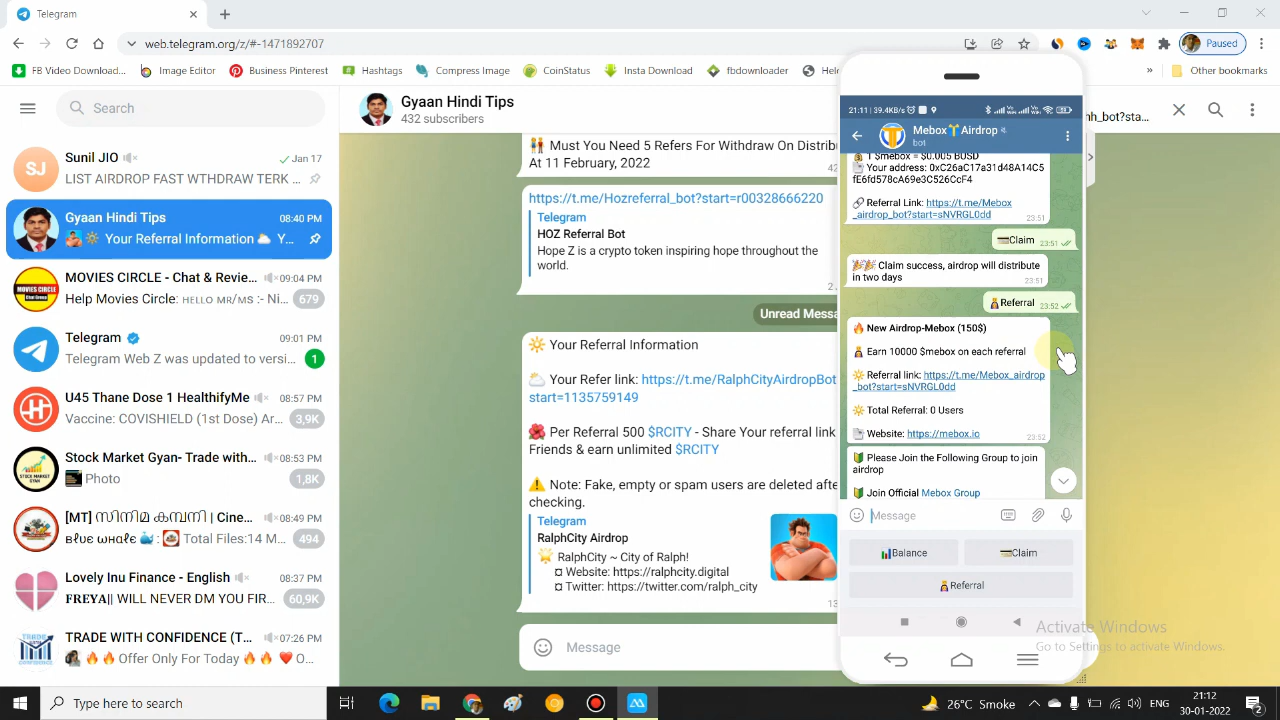 Telegram
web.telegram.org/z/#-1471892707
Paused
FB Video Download...
Image Editor
Business Pinterest
Hashtags
Compress Image
CoinStatus
Insta Download
fbdownloader
Hel
»
Other bookmarks
Search
Sunil JIO
Jan 17
LIST AIRDROP FAST WTHDRAW TERK ...
Gyaan Hindi Tips
08:40 PM
Your Referral Information
Y...
MOVIES CIRCLE - Chat & Revie...
09:04 PM
Help Movies Circle: ʜᴇʟʟᴏ ᴍʀ/ᴍs :- Ni...
679
Telegram
09:01 PM
Telegram Web Z was updated to versi...
1
U45 Thane Dose 1 HealthifyMe
08:57 PM
Vaccine: COVISHIELD (1st Dose) Ar...
3,9K
Stock Market Gyan- Trade with...
08:53 PM
Photo
1,8K
08:49 PM
Total Files:14 M...
494
Lovely Inu Finance - English
08:37 PM
𝐅𝐑𝐄𝐘𝐀|| WILL NEVER DM YOU FIR...
60,9K
TRADE WITH CONFIDENCE (T...
07:26 PM
Offer Only For Today
O...
Gyaan Hindi Tips
432 subscribers
nh_bot?sta...
Must You Need 5 Refers For Withdraw On Distrib
At 11 February, 2022
42
https://t.me/Hozreferral_bot?start=r00328666220
Telegram
HOZ Referral Bot
Hope Z is a crypto token inspiring hope throughout the
world.
2
Unread Messa
Your Referral Information
Your Refer link: https://t.me/RalphCityAirdropBot
start=1135759149
Per Referral 500 $RCITY - Share Your referral link
Friends & earn unlimited $RCITY
Note: Fake, empty or spam users are deleted afte
checking.
Telegram
RalphCity Airdrop
RalphCity ~ City of Ralph!
¤ Website: https://ralphcity.digital
¤ Twitter: https://twitter.com/ralph_city
13
Message
21:11 | 39.4KB/s
Mebox Airdrop
bot
1 $mebox = $0.005 BUSD
Your address: 0xC26aC17a31d48A14C5
fE6fd578cA69e3C526CcF4
Referral Link: https://t.me/Mebox
_airdrop_bot?start=sNVRGL0dd
23:51
Claim 23:51
Claim success, airdrop will distribute
in two days
23:51
Referral 23:52
New Airdrop-Mebox (150$)
Earn 10000 $mebox on each referral
Referral link: https://t.me/Mebox_airdrop
_bot?start=sNVRGL0dd
Total Referral: 0 Users
Website: https://mebox.io
23:52
Please Join the Following Group to join
airdrop
Join Official Mebox Group
Message
Balance
Claim
Referral
Activate Windows
Go to Settings to activate Windows.
Type here to search
26°C Smoke
ENG
21:12
30-01-2022
2